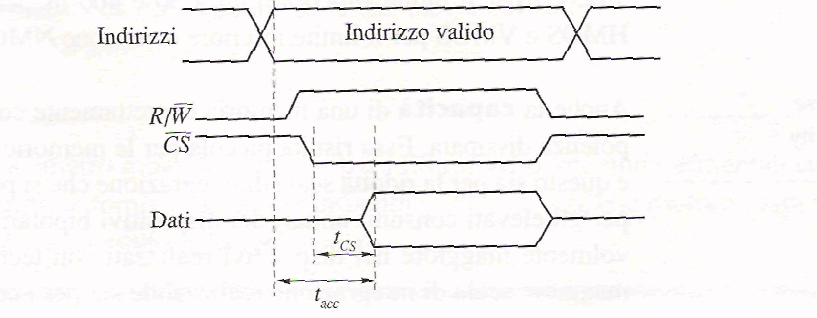 Indirizzi
Indirizzo valido
R/W̅
C̅S̅
Dati
t_CS
t_acc